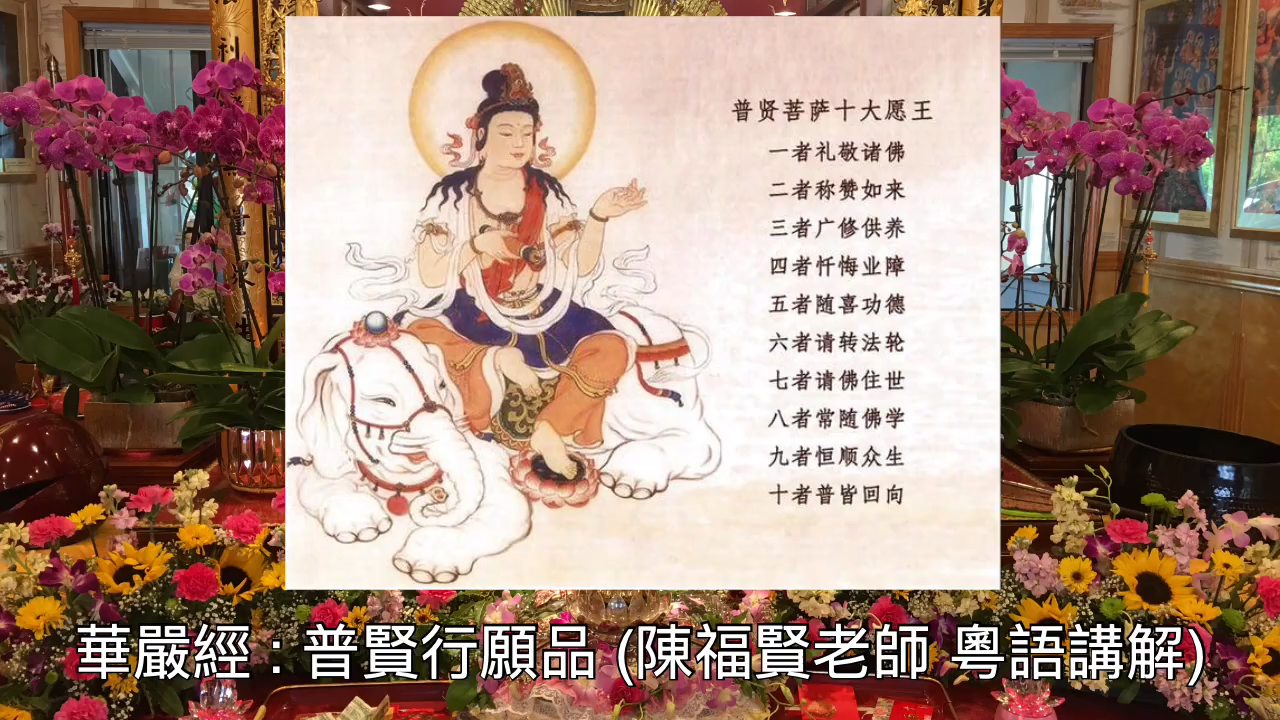 利
普贤菩萨十大愿王
一者礼敬诸佛
二者称赞如来
三者广修供养
四者忏悔业障
五者随喜功德
六者请转法轮
七者请佛住世
八者常随佛学
九者恒顺众生
十者普皆回向
華嚴經 : 普賢行願品 (陳福賢老師 粵語講解)